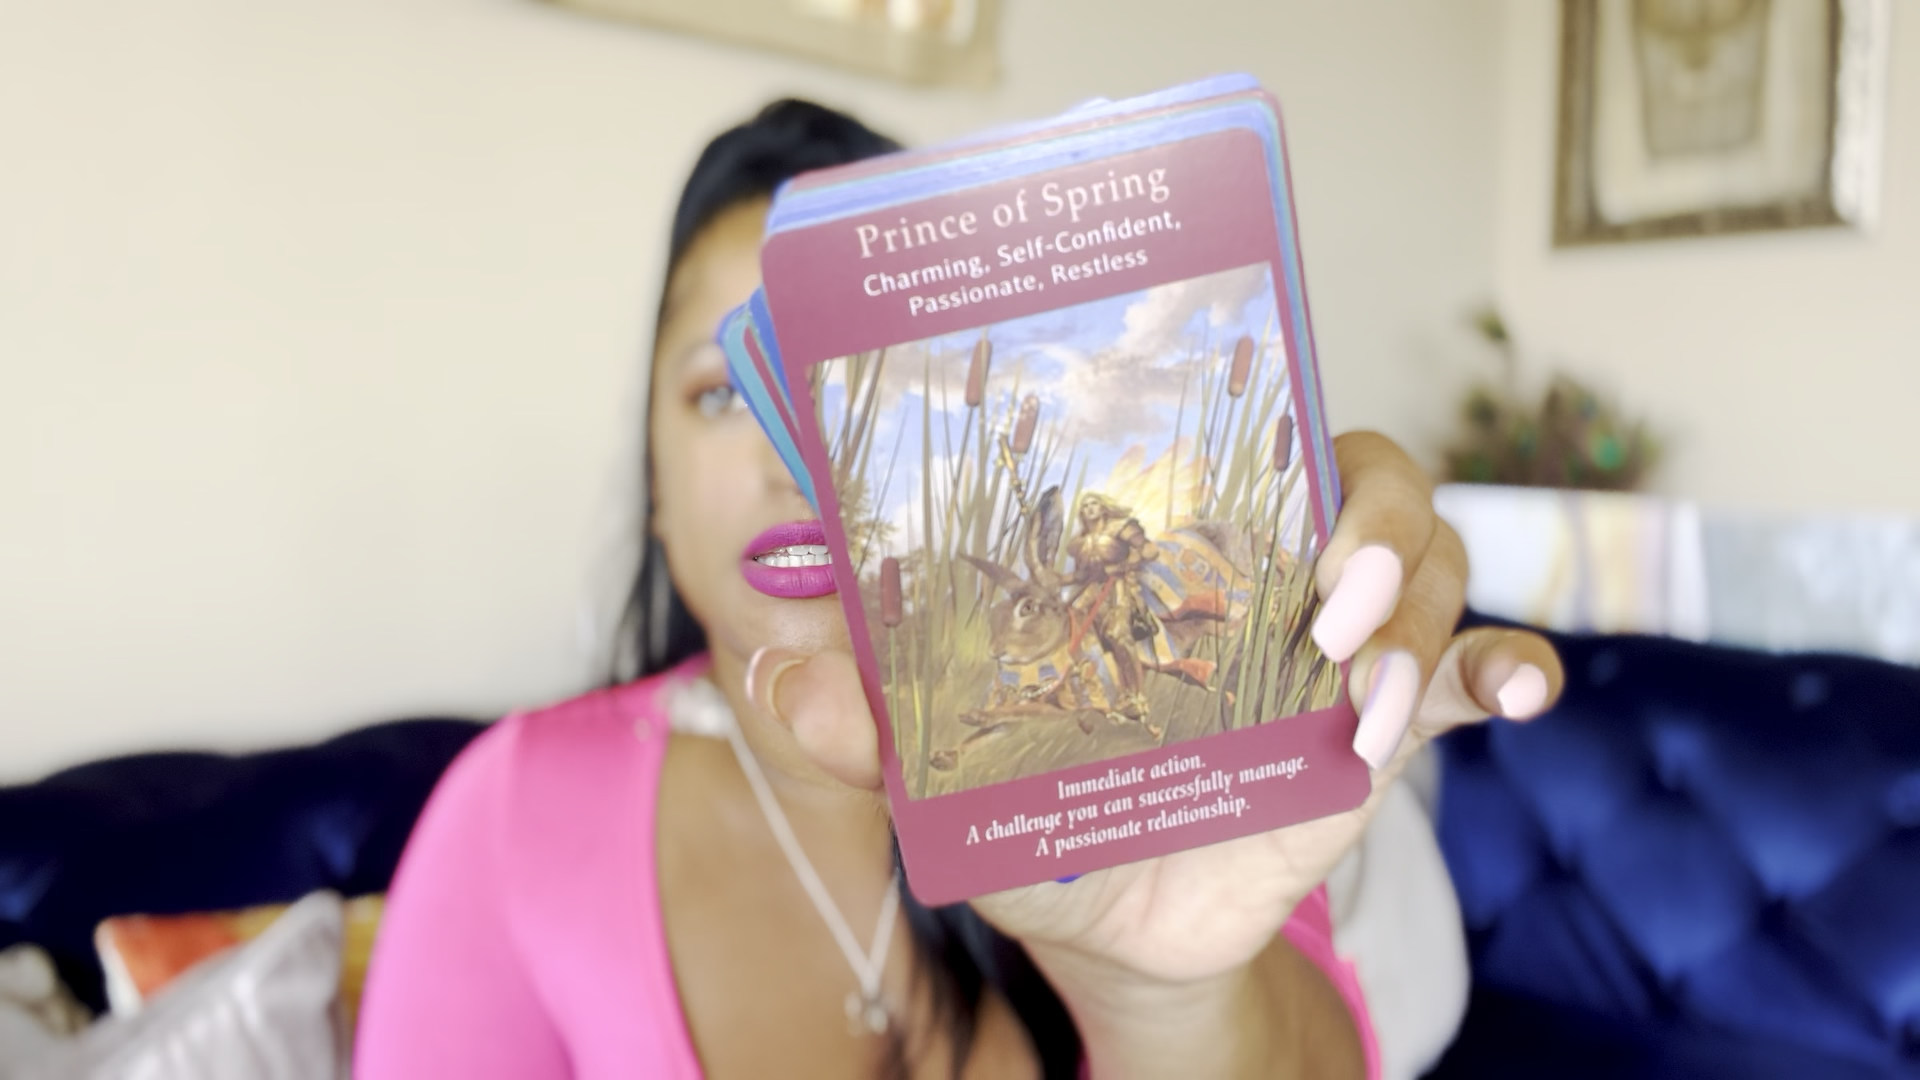 Prince of Spring
Charming, Self-Confident,
Passionate, Restless
Immediate action.
A challenge you can successfully manage.
A passionate relationship.